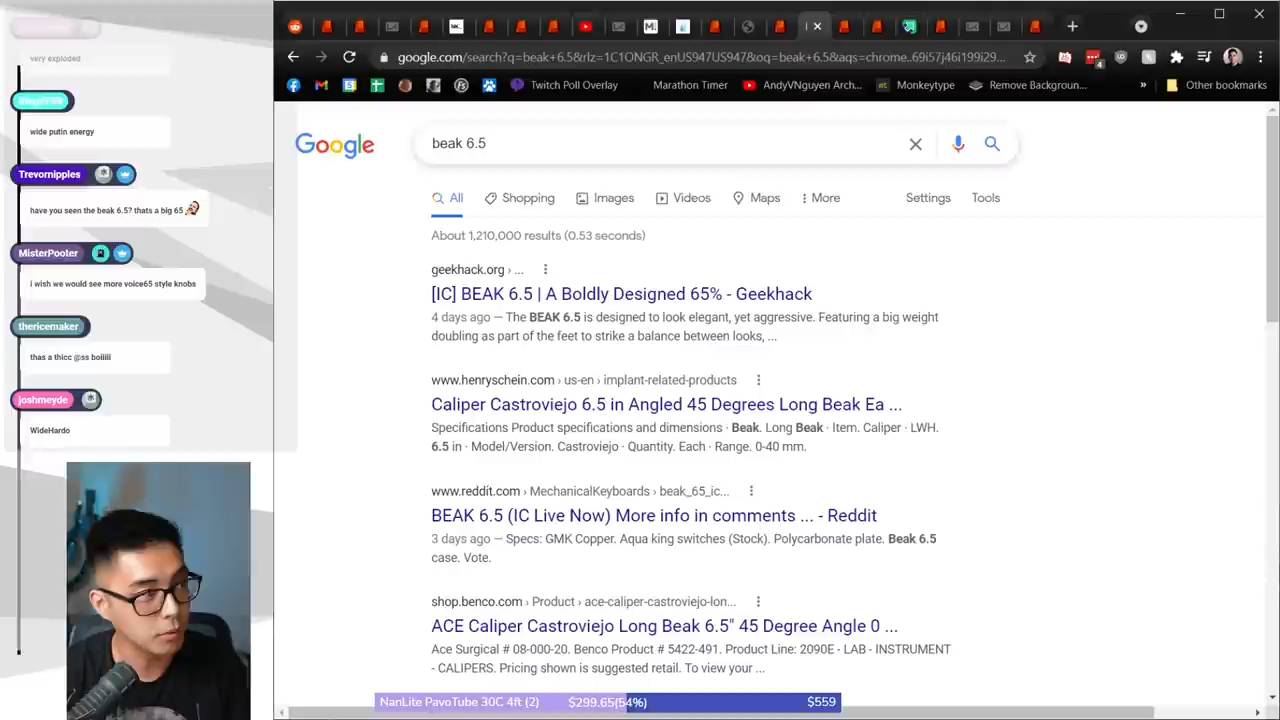 very exploded
wide putin energy
Trevornipples
have you seen the beak 6.5? thats a big 65
MisterPooter
i wish we would see more voice65 style knobs
thericemaker
thas a thicc @ss boiiiii
joshmeyde
WideHardo
google.com/search?q=beak+6.5&rlz=1C1ONGR_enUS947US947&oq=beak+6.5&aqs=chrome..69i57j46i199i29...
4
Twitch Poll Overlay
Marathon Timer
AndyVNguyen Arch...
Monkeytype
Remove Backgroun...
»
Other bookmarks
Google
beak 6.5
All
Shopping
Images
Videos
Maps
More
Settings
Tools
About 1,210,000 results (0.53 seconds)
geekhack.org › ...
[IC] BEAK 6.5 | A Boldly Designed 65% - Geekhack
4 days ago — The BEAK 6.5 is designed to look elegant, yet aggressive. Featuring a big weight
doubling as part of the feet to strike a balance between looks, ...
www.henryschein.com › us-en › implant-related-products
Caliper Castroviejo 6.5 in Angled 45 Degrees Long Beak Ea ...
Specifications Product specifications and dimensions · Beak. Long Beak · Item. Caliper · LWH.
6.5 in · Model/Version. Castroviejo · Quantity. Each · Range. 0-40 mm.
www.reddit.com › MechanicalKeyboards › beak_65_ic...
BEAK 6.5 (IC Live Now) More info in comments ... - Reddit
3 days ago — Specs: GMK Copper. Aqua king switches (Stock). Polycarbonate plate. Beak 6.5
case. Vote.
shop.benco.com › Product › ace-caliper-castroviejo-lon...
ACE Caliper Castroviejo Long Beak 6.5" 45 Degree Angle 0 ...
Ace Surgical # 08-000-20. Benco Product # 5422-491. Product Line: 2090E - LAB - INSTRUMENT
- CALIPERS. Pricing shown is suggested retail. To view your ...
NanLite PavoTube 30C 4ft (2)
$299.65(54%)
$559